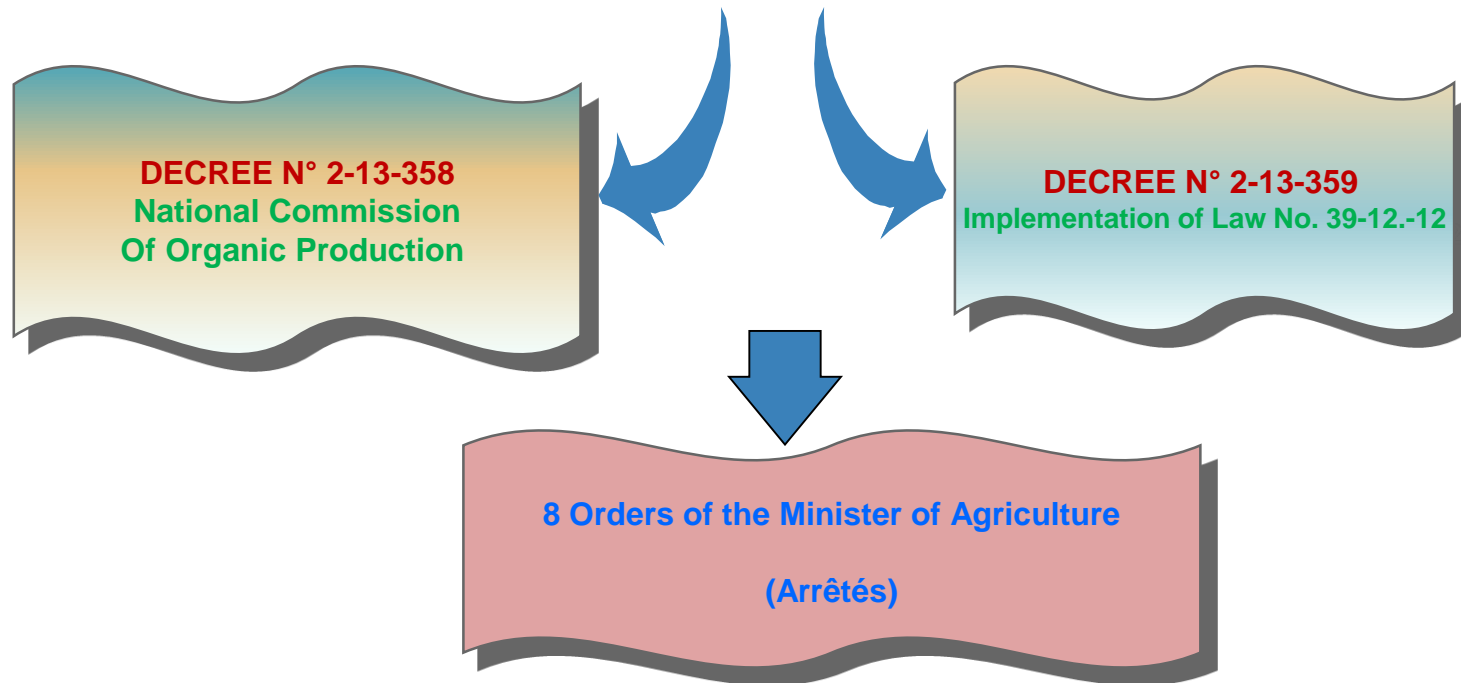 DECREE N° 2-13-358
National Commission
Of Organic Production
DECREE N° 2-13-359
Implementation of Law No. 39-12.-12
8 Orders of the Minister of Agriculture
(Arrêtés)